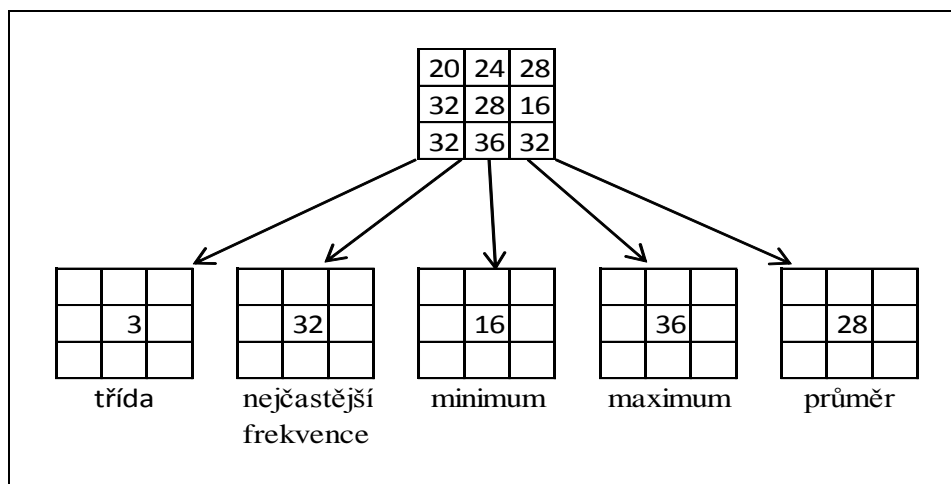 20 24 28
32 28 16
32 36 32
3 32 16 36 28
třída nejčastější minimum maximum průměr
frekvence